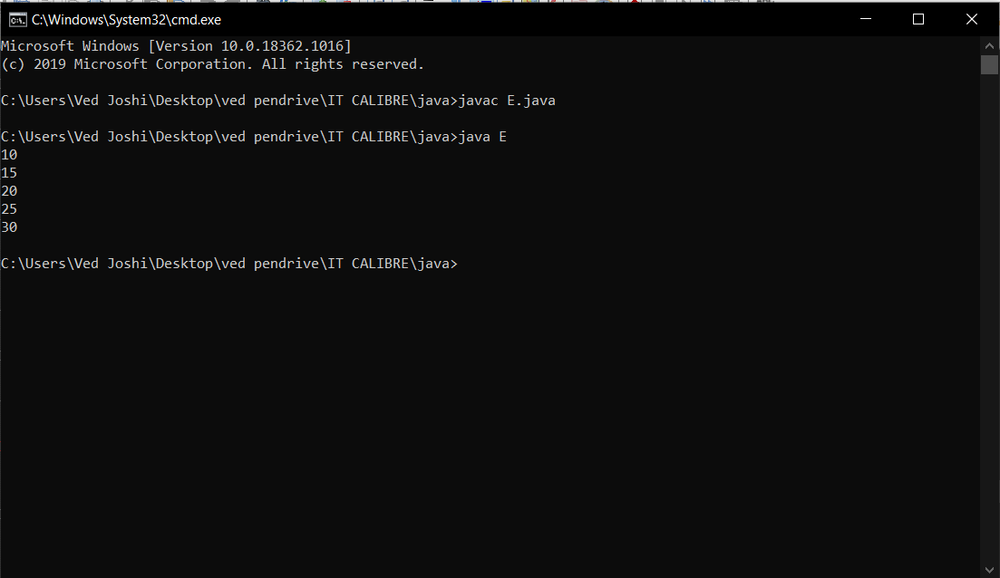 C:\Windows\System32\cmd.exe
Microsoft Windows [Version 10.0.18362.1016]
(c) 2019 Microsoft Corporation. All rights reserved.
C:\Users\Ved Joshi\Desktop\ved pendrive\IT CALIBRE\java>javac E.java
C:\Users\Ved Joshi\Desktop\ved pendrive\IT CALIBRE\java>java E
10
15
20
25
30
C:\Users\Ved Joshi\Desktop\ved pendrive\IT CALIBRE\java>